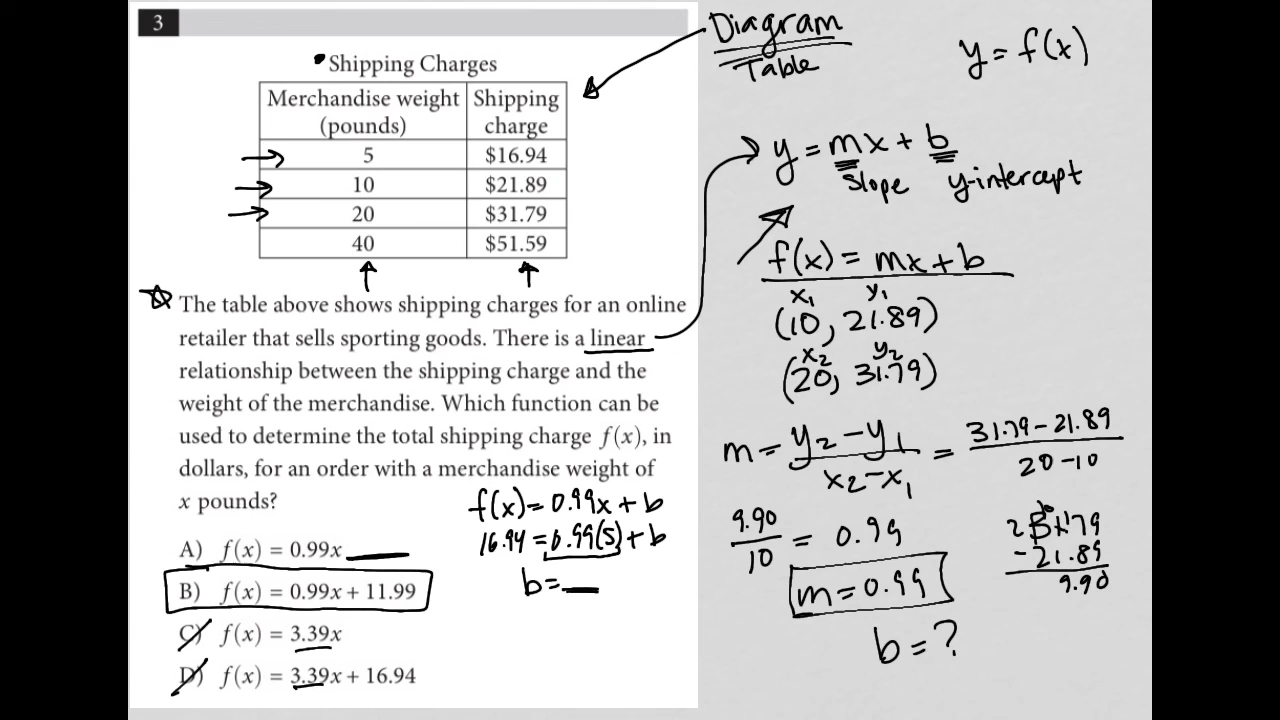 3
Shipping Charges
Merchandise weight (pounds) Shipping charge
5 $16.94
10 $21.89
20 $31.79
40 $51.59
The table above shows shipping charges for an online
retailer that sells sporting goods. There is a linear
relationship between the shipping charge and the
weight of the merchandise. Which function can be
used to determine the total shipping charge f(x), in
dollars, for an order with a merchandise weight of
x pounds?
A) f(x) = 0.99x
B) f(x) = 0.99x + 11.99
C) f(x) = 3.39x
D) f(x) = 3.39x + 16.94
f(x) = 0.99x + b
16.94 = 0.99(5) + b
b =
Diagram
Table
y = f(x)
y = mx + b
slope y-intercept
f(x) = mx + b
x1 y1
(10, 21.89)
x2 y2
(20, 31.79)
m = y2 - y1 / x2 - x1 = 31.79 - 21.89 / 20 - 10
9.90 / 10 = 0.99
m = 0.99
b = ?
- 21.89
9.90